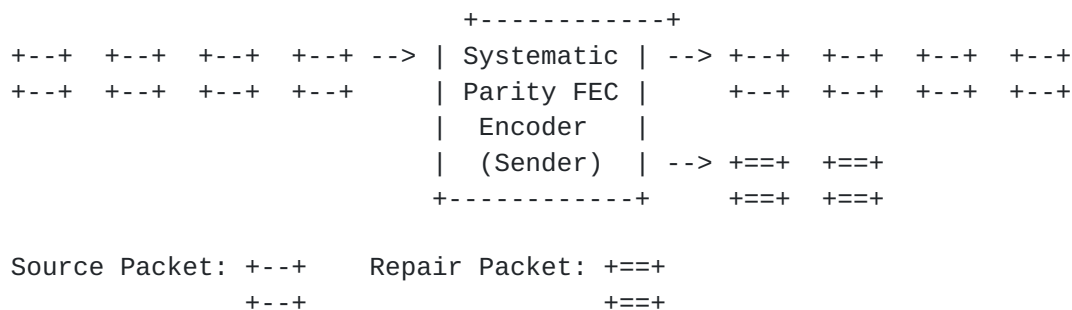 +------------+
+--+  +--+  +--+  +--+ --> | Systematic | --> +--+  +--+  +--+  +--+
+--+  +--+  +--+  +--+     | Parity FEC |     +--+  +--+  +--+  +--+
                           |  Encoder   |
                           |  (Sender)  | --> +==+  +==+
                           +------------+     +==+  +==+

Source Packet: +--+    Repair Packet: +==+
               +--+                   +==+